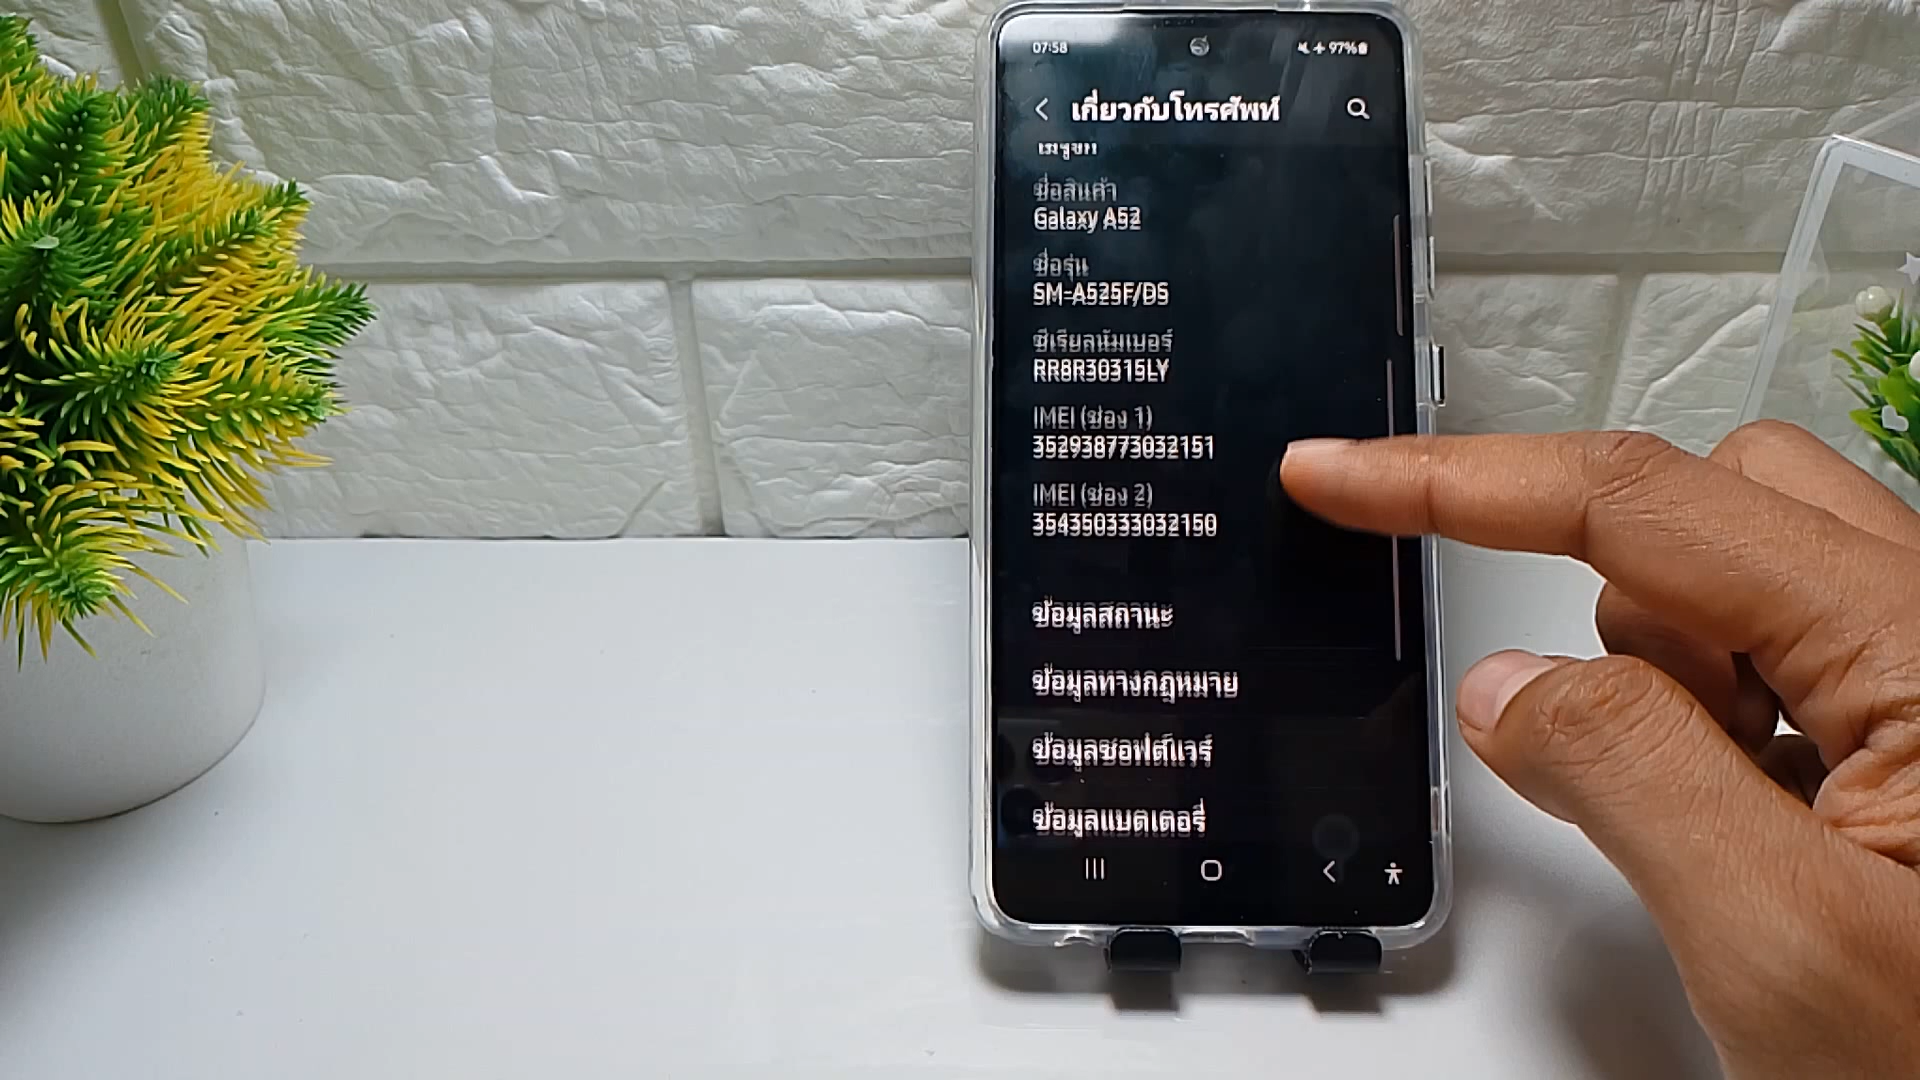 07:58
97%
เกี่ยวกับโทรศัพท์
ชื่อสินค้า
Galaxy A52
ชื่อรุ่น
SM-A525F/DS
ซีเรียลนัมเบอร์
RR8R30315LY
IMEI (ช่อง 1)
352938773032151
IMEI (ช่อง 2)
354350333032150
ข้อมูลสถานะ
ข้อมูลทางกฎหมาย
ข้อมูลซอฟต์แวร์
ข้อมูลแบตเตอรี่